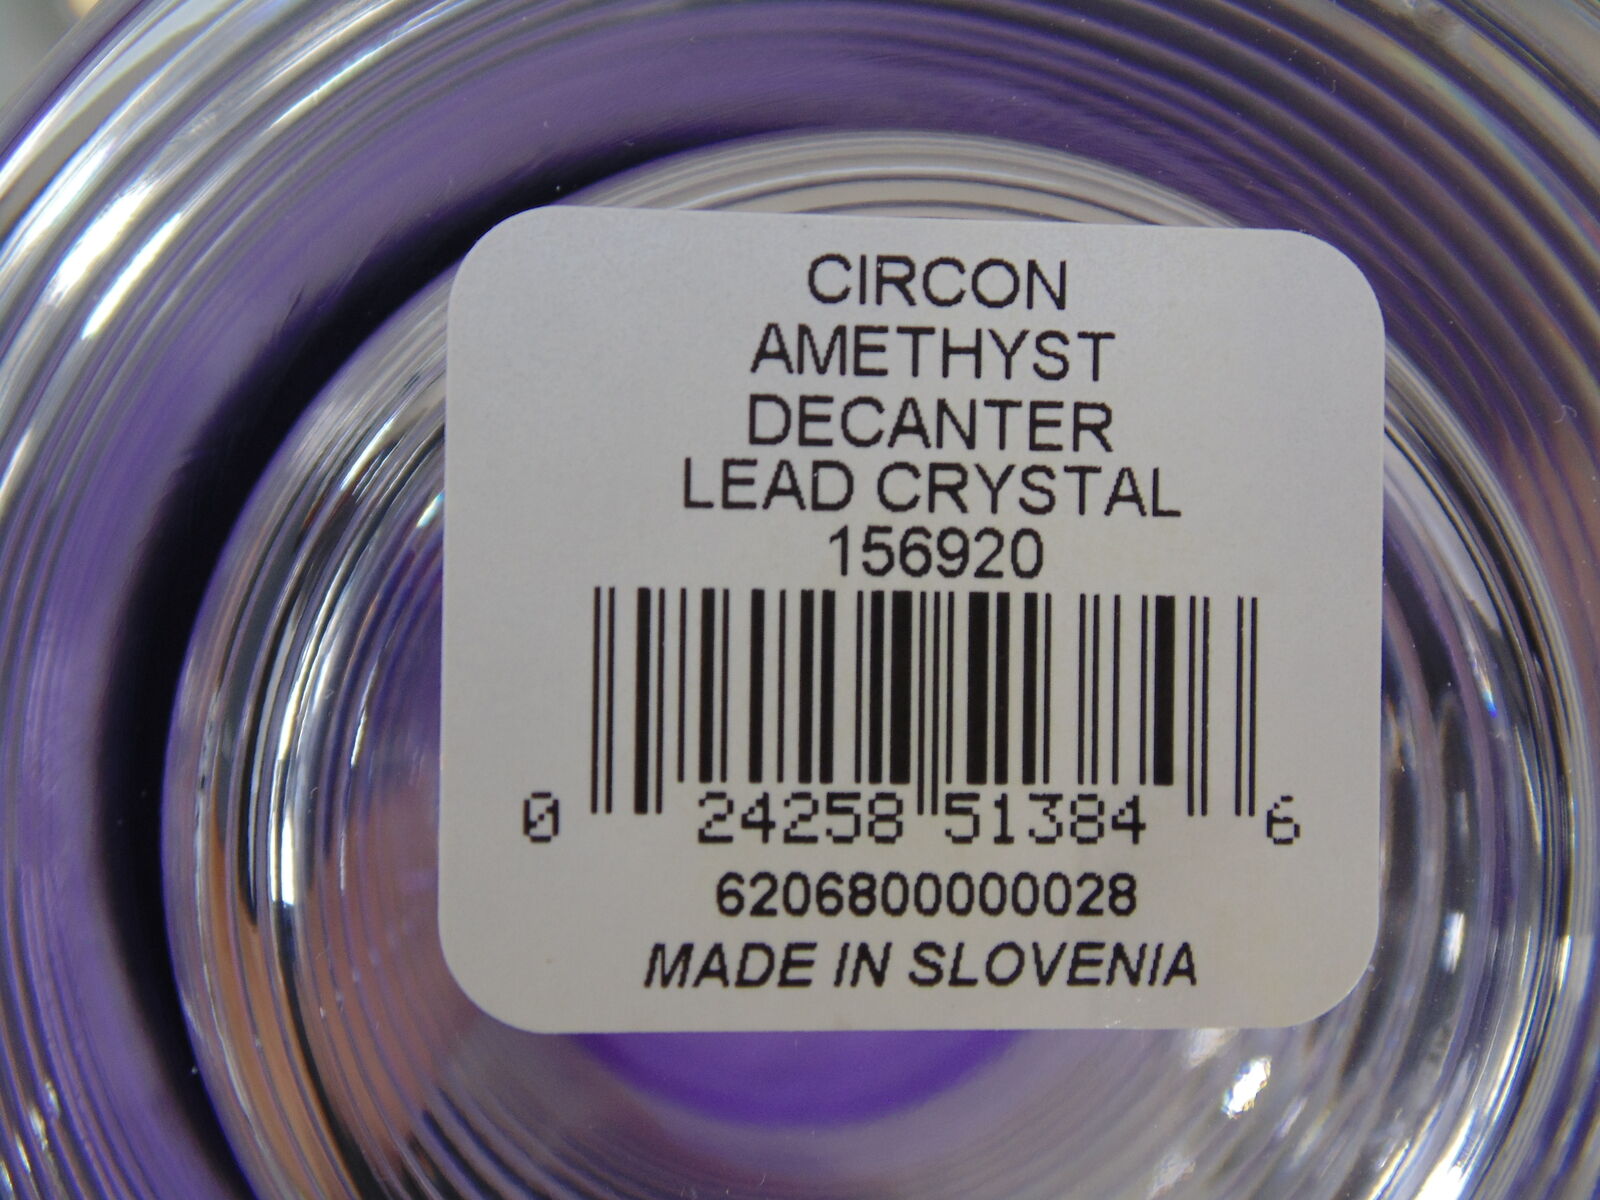 CIRCON
AMETHYST
DECANTER
LEAD CRYSTAL
156920
0 24258 51384 6
6206800000028
MADE IN SLOVENIA